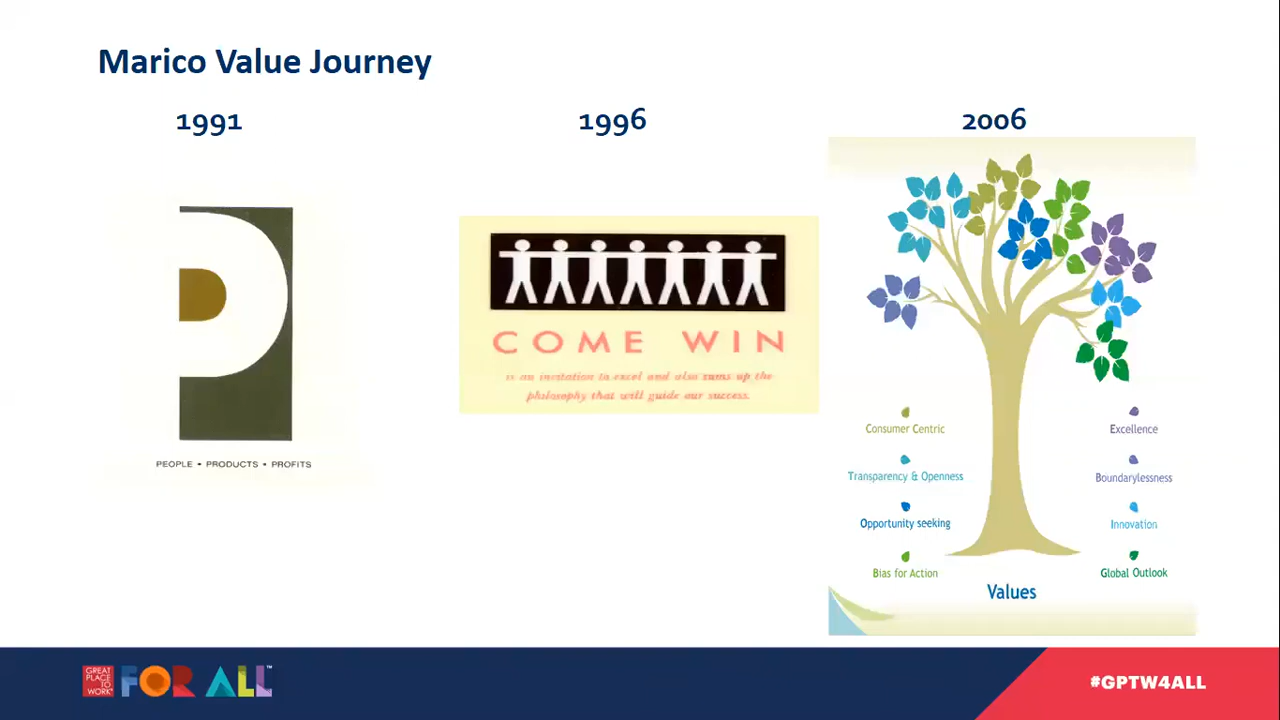 Marico Value Journey
1991
1996
2006
PEOPLE • PRODUCTS • PROFITS
COME WIN
is an invitation to excel and also sums up the
philosophy that will guide our success.
Consumer Centric
Excellence
Transparency & Openness
Boundarylessness
Opportunity seeking
Innovation
Bias for Action
Global Outlook
Values
GREAT
PLACE
TO
WORK®
FOR ALL™
#GPTW4ALL